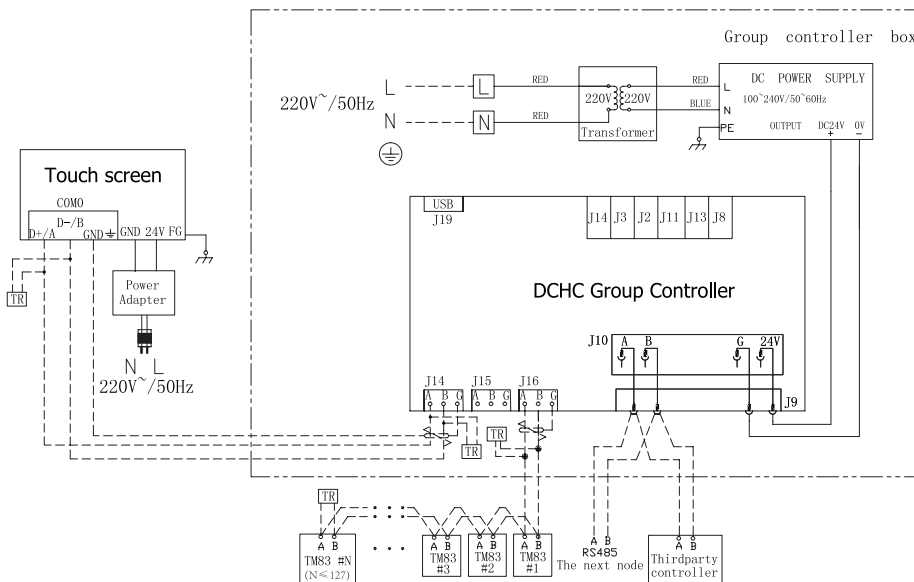 Group controller box
L L RED RED L DC POWER SUPPLY
220V~/50Hz 220V 220V 100~240V/50~60Hz
N N RED BLUE N
Transformer PE OUTPUT DC24V 0V
+ -
Touch screen
COMO
D-/B
D+/A GND GND 24V FG
TR
Power
Adapter
N L
220V~/50Hz
USB
J19
J14 J3 J2 J11 J13 J8
DCHC Group Controller
J10 A B G 24V
J9
J14 J15 J16
A B G A B G A B G
TR
TR
TR
A B
TM83 #N
(N≤127)
A B
TM83
#3
A B
TM83
#2
A B
TM83
#1
A B
RS485
The next node
A B
Thirdparty
controller